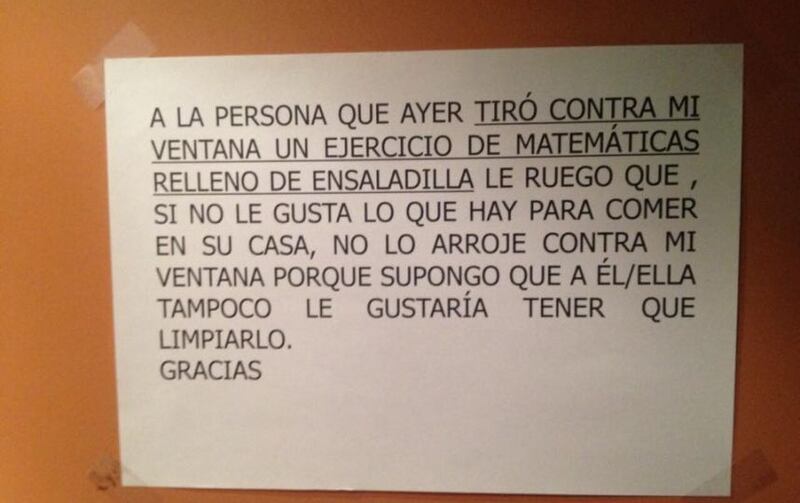 A LA PERSONA QUE AYER TIRÓ CONTRA MI
VENTANA UN EJERCICIO DE MATEMÁTICAS
RELLENO DE ENSALADILLA LE RUEGO QUE ,
SI NO LE GUSTA LO QUE HAY PARA COMER
EN SU CASA, NO LO ARROJE CONTRA MI
VENTANA PORQUE SUPONGO QUE A ÉL/ELLA
TAMPOCO LE GUSTARÍA TENER QUE
LIMPIARLO.
GRACIAS